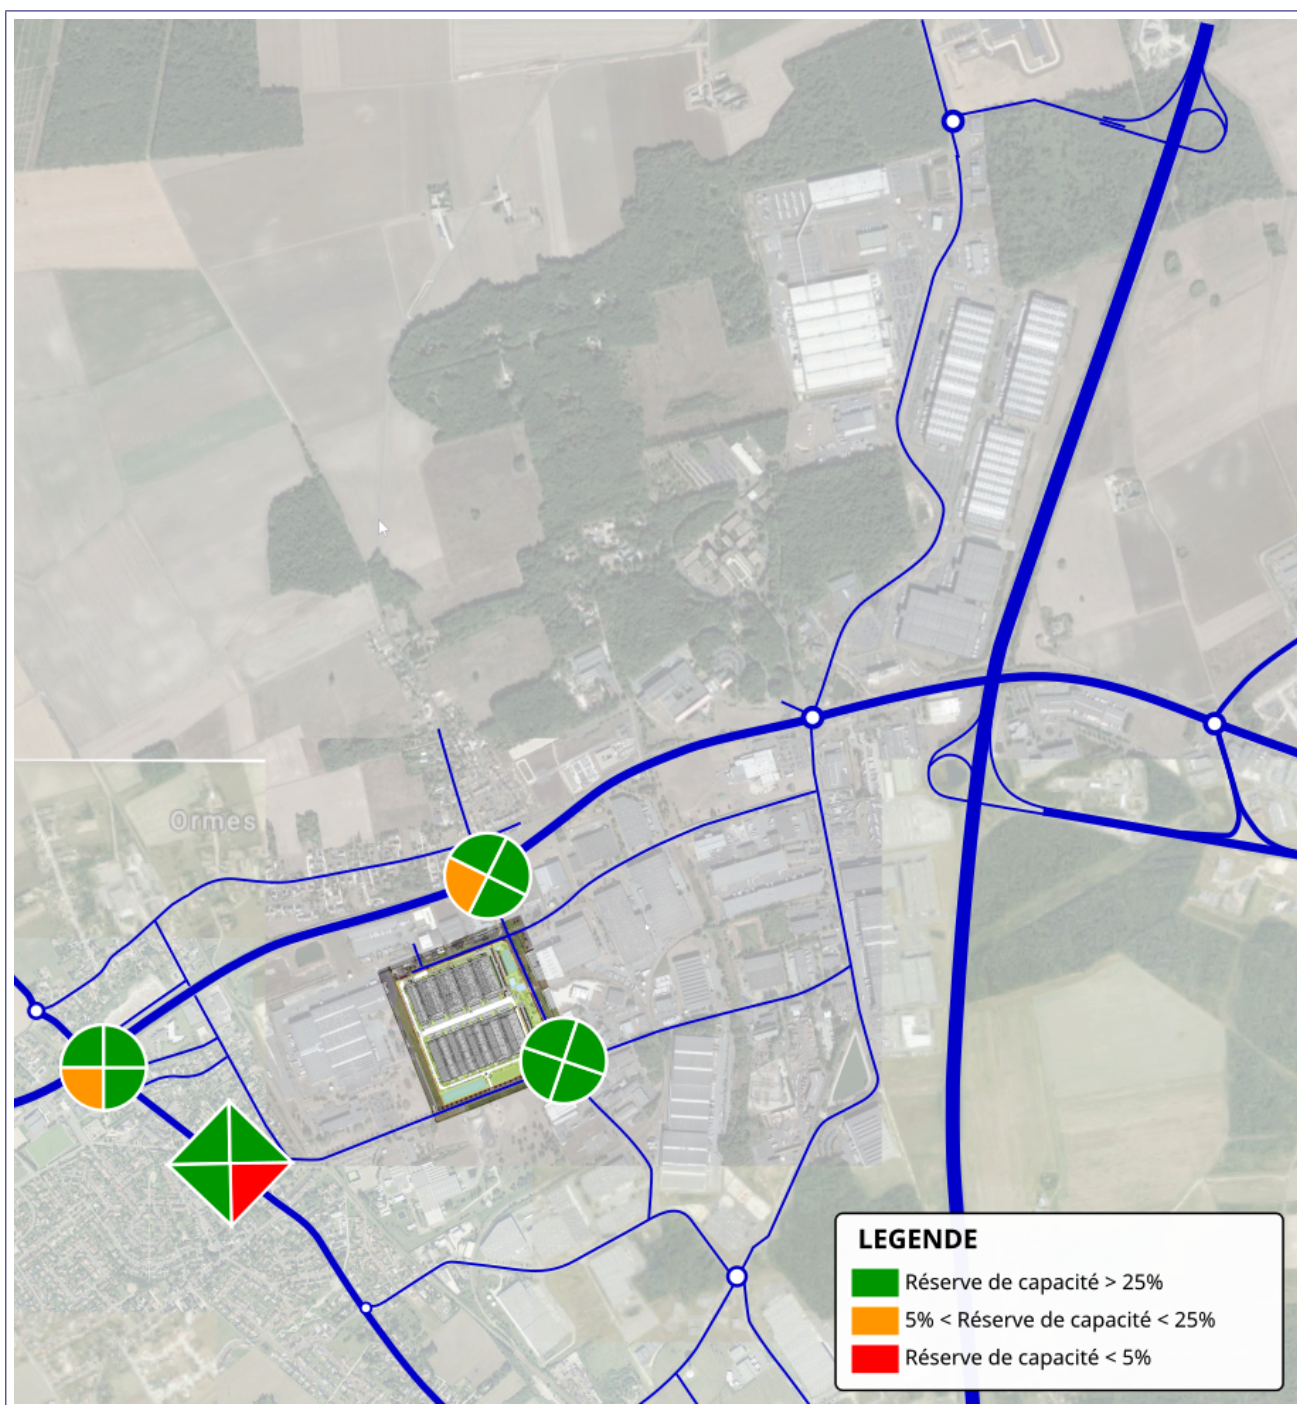 Ormes
LEGENDE
Réserve de capacité > 25%
5% < Réserve de capacité < 25%
Réserve de capacité < 5%